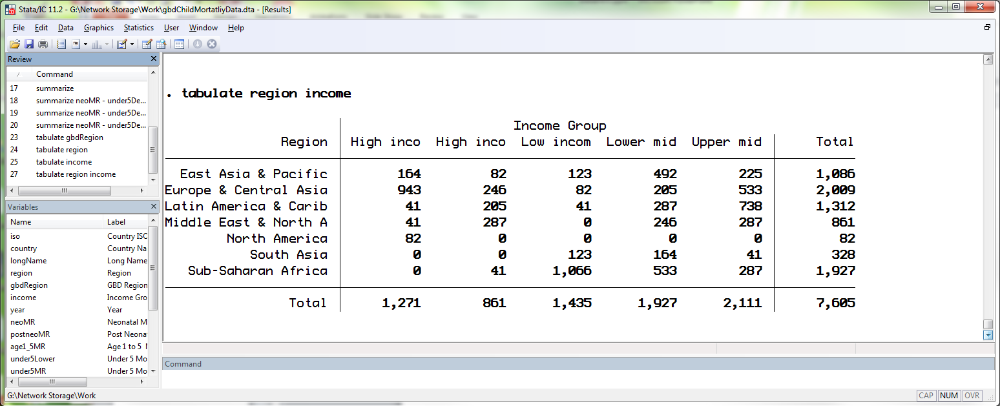 Stata/IC 11.2 - G:\Network Storage\Work\gbdChildMortatliyData.dta - [Results]
File Edit Data Graphics Statistics User Window Help
Review
Command
17 summarize
18 summarize neoMR - under5De...
19 summarize neoMR - under5De...
20 summarize neoMR - under5De...
23 tabulate gbdRegion
24 tabulate region
25 tabulate income
27 tabulate region income
Variables
Name Label
iso Country ISO
country Country Na
longName Long Name
region Region
gbdRegion GBD Region
income Income Gro
year Year
neoMR Neonatal M
postneoMR Post Neona
age1_5MR Age 1 to 5
under5Lower Under 5 Mo
under5MR Under 5 Mo
. tabulate region income
Income Group
Region High inco High inco Low incom Lower mid Upper mid Total
East Asia & Pacific 164 82 123 492 225 1,086
Europe & Central Asia 943 246 82 205 533 2,009
Latin America & Carib 41 205 41 287 738 1,312
Middle East & North A 41 287 0 246 287 861
North America 82 0 0 0 0 82
South Asia 0 0 123 164 41 328
Sub-Saharan Africa 0 41 1,066 533 287 1,927
Total 1,271 861 1,435 1,927 2,111 7,605
Command
G:\Network Storage\Work CAP NUM OVR